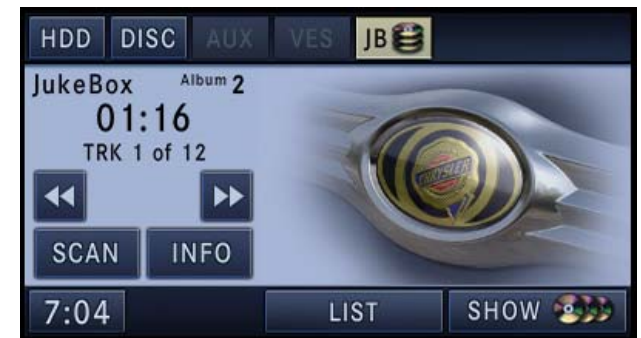 HDD DISC AUX VES JB
JukeBox Album 2
01:16
TRK 1 of 12
SCAN INFO
CHRYSLER
7:04 LIST SHOW